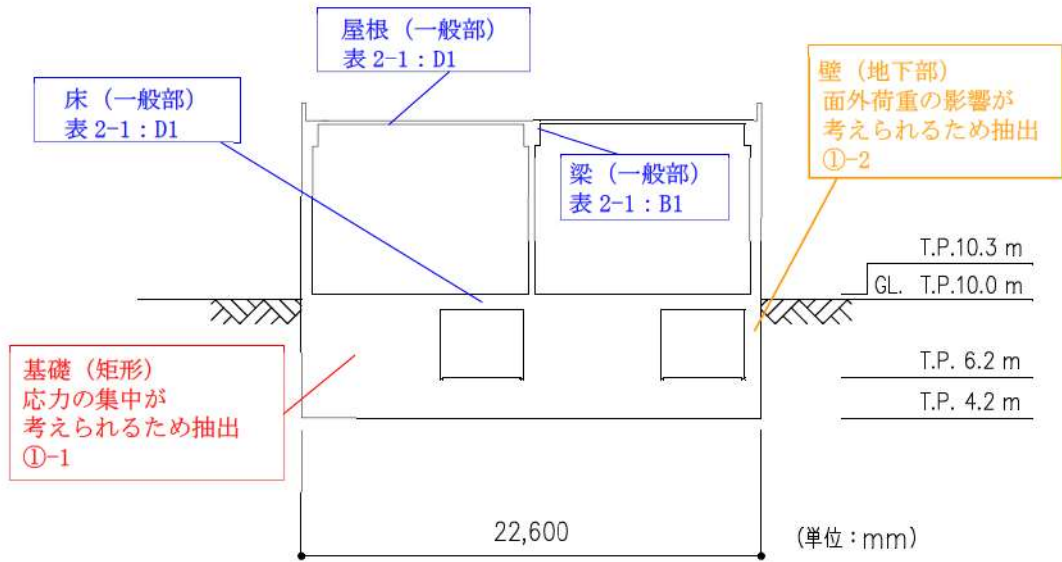 屋根（一般部）
表 2-1：D1
床（一般部）
表 2-1：D1
壁（地下部）
面外荷重の影響が
考えられるため抽出
①-2
梁（一般部）
表 2-1：B1
T.P.10.3 m
GL. T.P.10.0 m
基礎（矩形）
応力の集中が
考えられるため抽出
①-1
T.P. 6.2 m
T.P. 4.2 m
22,600
(単位：mm)